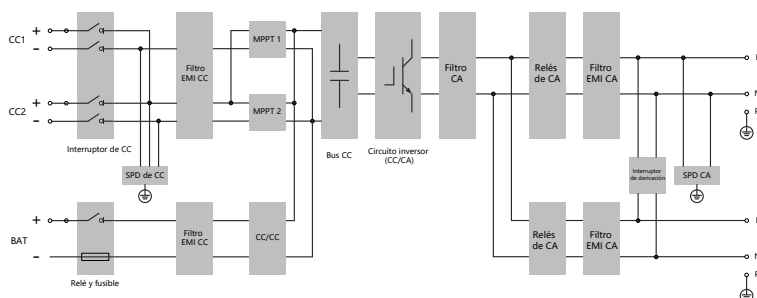 CC1
+
-
CC2
+
-
Interruptor de CC
SPD de CC
Filtro
EMI CC
MPPT 1
MPPT 2
Bus CC
Circuito inversor
(CC/CA)
Filtro
CA
Relés
de CA
Filtro
EMI CA
Interruptor
de derivación
SPD CA
BAT
+
-
Relé y fusible
Filtro
EMI CC
CC/CC
Relés
de CA
Filtro
EMI CA